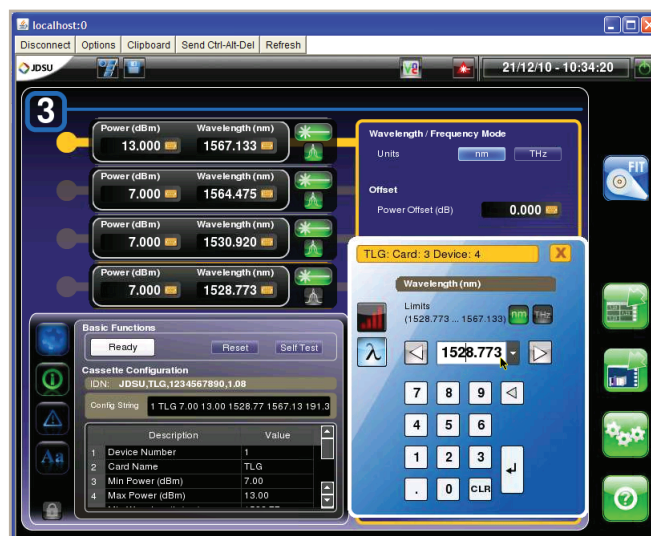 localhost:0
Disconnect Options Clipboard Send Ctrl-Alt-Del Refresh
JDSU V2 21/12/10 - 10:34:20
3
Power (dBm) Wavelength (nm)
13.000 1567.133
Power (dBm) Wavelength (nm)
7.000 1564.475
Power (dBm) Wavelength (nm)
7.000 1530.920
Power (dBm) Wavelength (nm)
7.000 1528.773
Wavelength / Frequency Mode
Units nm THz
Offset
Power Offset (dB) 0.000
FIT
TLG: Card: 3 Device: 4 X
Wavelength (nm)
Limits
(1528.773 ... 1567.133) nm THz
λ 1528.773
7 8 9
4 5 6
1 2 3
. 0 CLR
Basic Functions
Ready Reset Self Test
Cassette Configuration
IDN: JDSU,TLG,1234567890,1.08
Config String 1 TLG 7.00 13.00 1528.77 1567.13 191.3
Description Value
1 Device Number 1
2 Card Name TLG
3 Min Power (dBm) 7.00
4 Max Power (dBm) 13.00
Aa
?